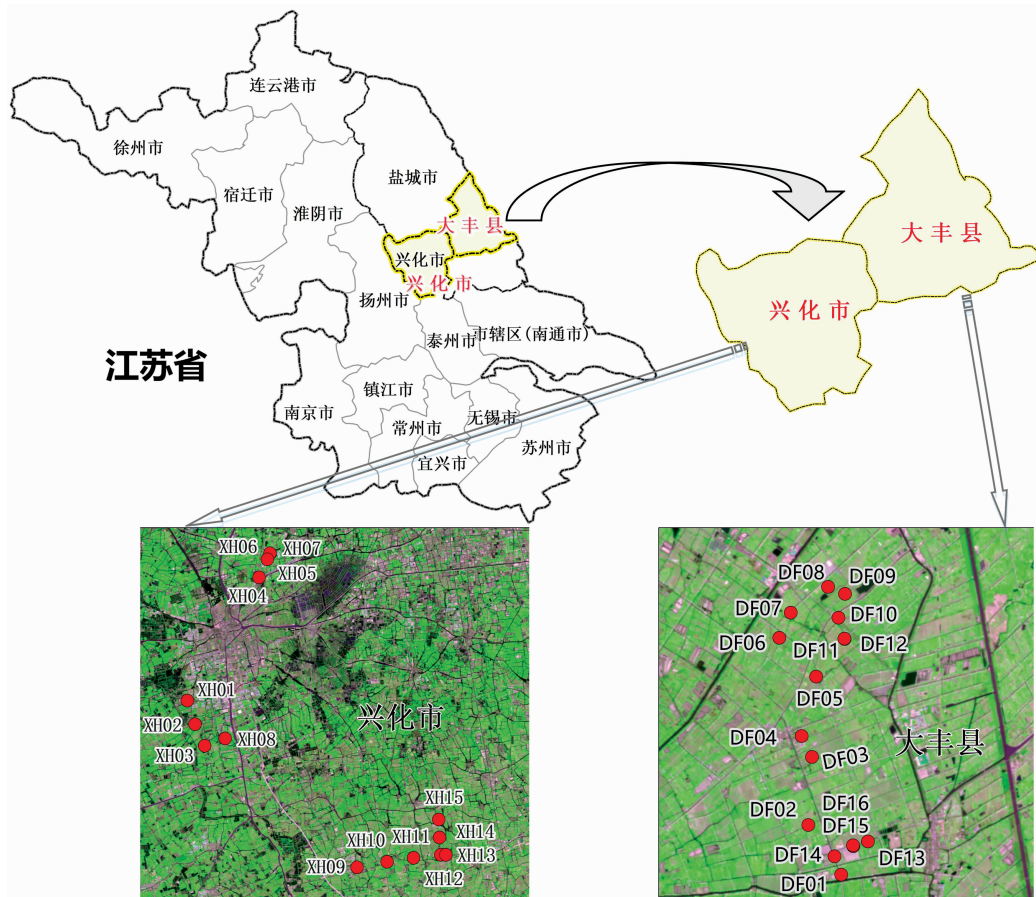 连云港市
徐州市
宿迁市
淮阴市
盐城市
大丰县
兴化市
兴化市
扬州市
泰州市
市辖区(南通市)
江苏省
镇江市
南京市
常州市
无锡市
苏州市
宜兴市
大丰县
兴化市
XH06
XH07
XH05
XH04
XH01
XH02
XH03
XH08
兴化市
XH15
XH14
XH11
XH10
XH13
XH09
XH12
DF08
DF09
DF07
DF10
DF06
DF11
DF12
DF05
DF04
DF03
大丰县
DF02
DF16
DF15
DF14
DF13
DF01